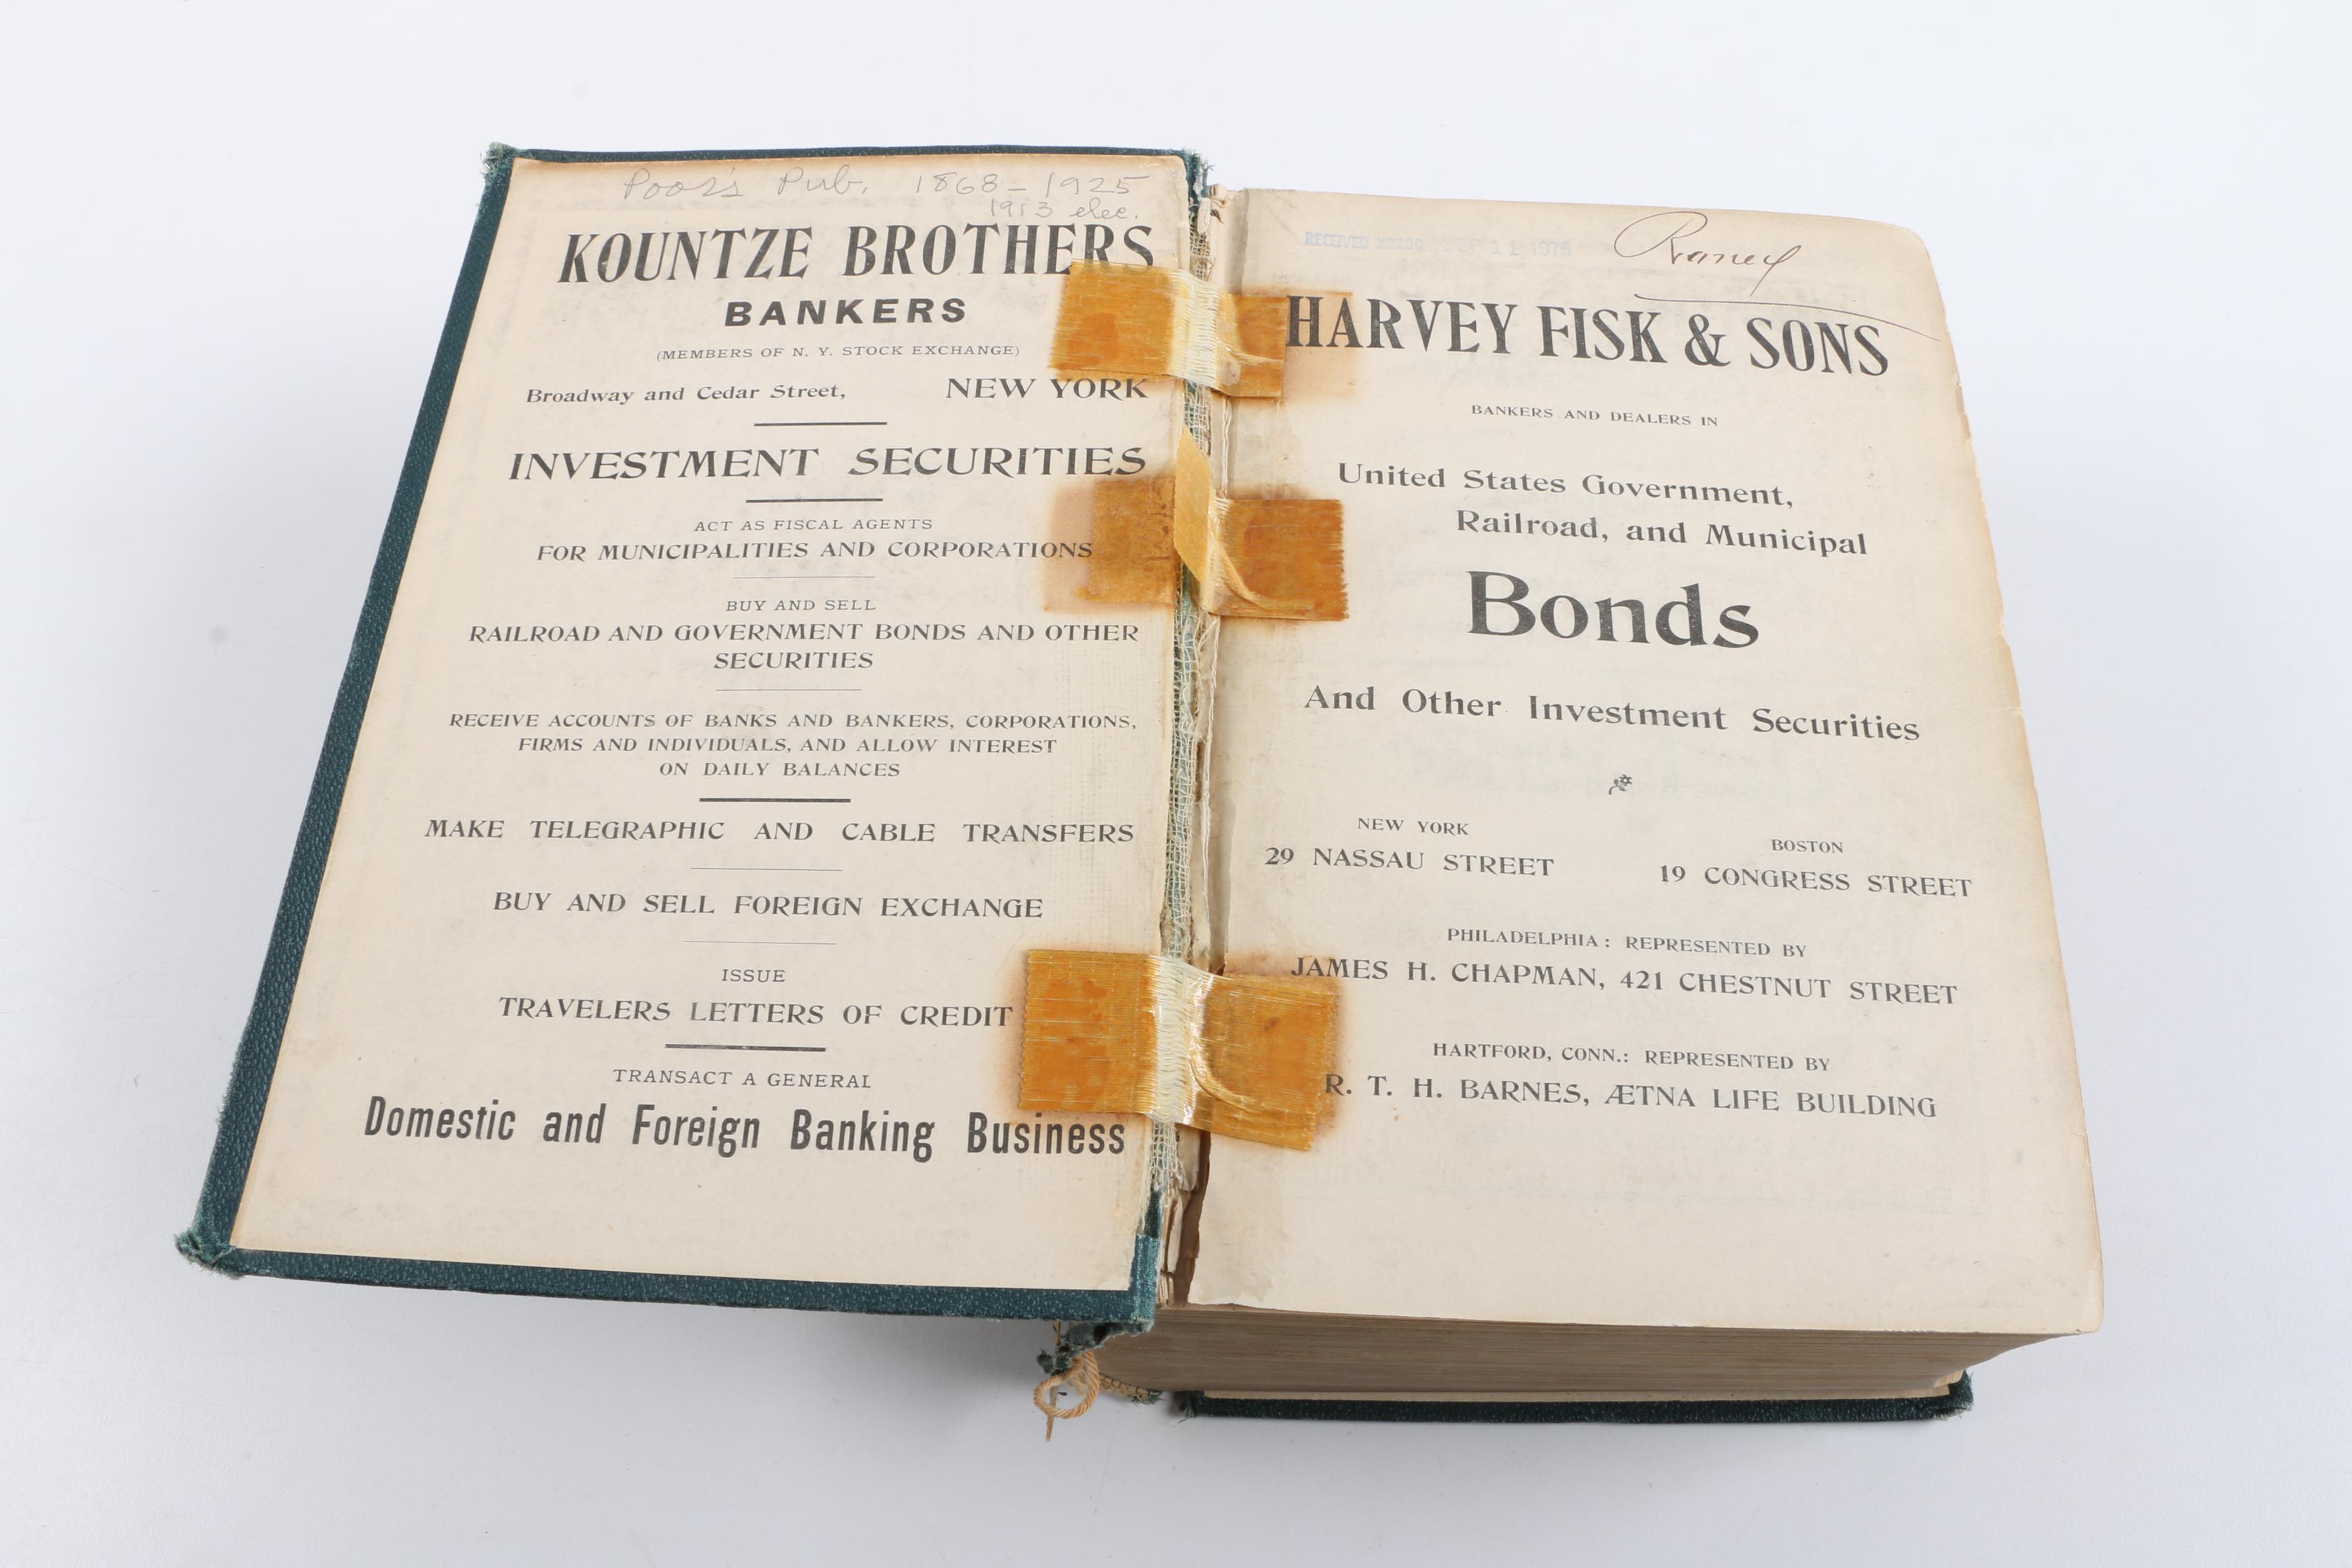 Poor's Pub. 1868-1925
1913 elec.
KOUNTZE BROTHERS
BANKERS
(MEMBERS OF N. Y. STOCK EXCHANGE)
Broadway and Cedar Street, NEW YORK
INVESTMENT SECURITIES
ACT AS FISCAL AGENTS
FOR MUNICIPALITIES AND CORPORATIONS
BUY AND SELL
RAILROAD AND GOVERNMENT BONDS AND OTHER
SECURITIES
RECEIVE ACCOUNTS OF BANKS AND BANKERS, CORPORATIONS,
FIRMS AND INDIVIDUALS, AND ALLOW INTEREST
ON DAILY BALANCES
MAKE TELEGRAPHIC AND CABLE TRANSFERS
BUY AND SELL FOREIGN EXCHANGE
ISSUE
TRAVELERS LETTERS OF CREDIT
TRANSACT A GENERAL
Domestic and Foreign Banking Business
RECEIVED SEP 11 1975
HARVEY FISK & SONS
BANKERS AND DEALERS IN
United States Government,
Railroad, and Municipal
Bonds
And Other Investment Securities
NEW YORK
29 NASSAU STREET
BOSTON
19 CONGRESS STREET
PHILADELPHIA: REPRESENTED BY
JAMES H. CHAPMAN, 421 CHESTNUT STREET
HARTFORD, CONN.: REPRESENTED BY
R. T. H. BARNES, ÆTNA LIFE BUILDING